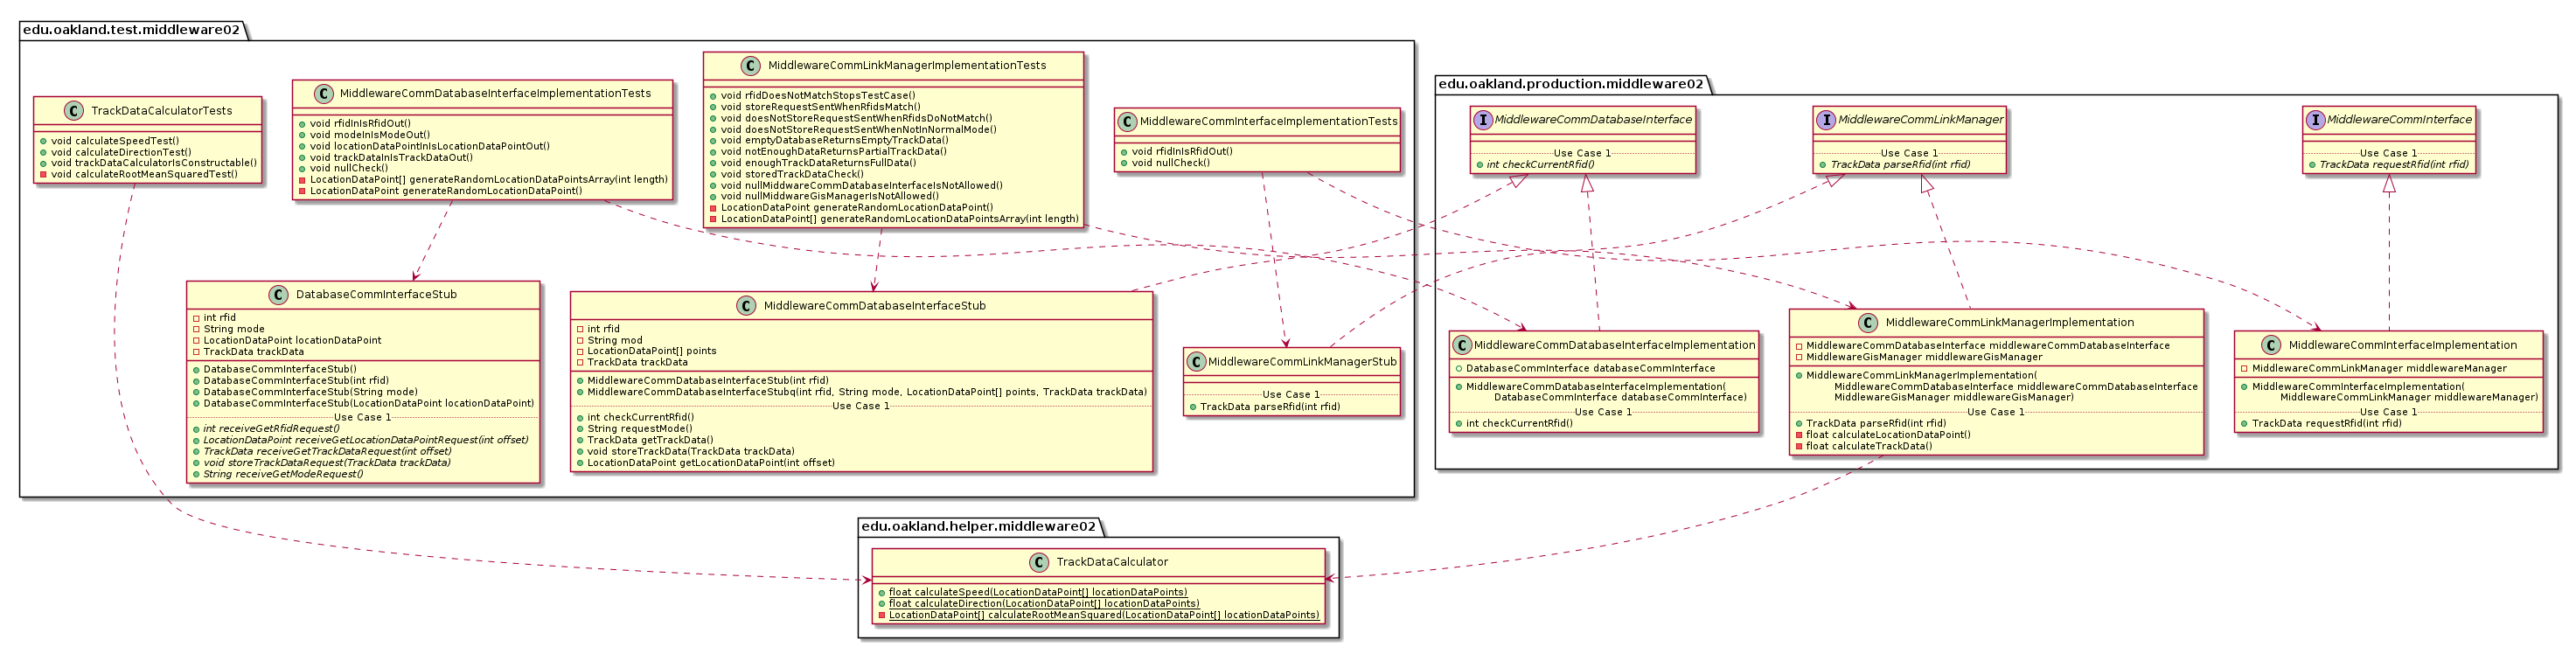 edu.oakland.test.middleware02
TrackDataCalculatorTests
void calculateSpeedTest()
void calculateDirectionTest()
void trackDataCalculatorIsConstructable()
void calculateRootMeanSquaredTest()
MiddlewareCommDatabaseInterfaceImplementationTests
void rfidInIsRfidOut()
void modeInIsModeOut()
void locationDataPointInIsLocationDataPointOut()
void trackDataInIsTrackDataOut()
void nullCheck()
LocationDataPoint[] generateRandomLocationDataPointsArray(int length)
LocationDataPoint generateRandomLocationDataPoint()
MiddlewareCommLinkManagerImplementationTests
void rfidDoesNotMatchStopsTestCase()
void storeRequestSentWhenRfidsMatch()
void doesNotStoreRequestSentWhenRfidsDoNotMatch()
void doesNotStoreRequestSentWhenNotInNormalMode()
void emptyDatabaseReturnsEmptyTrackData()
void notEnoughDataReturnsPartialTrackData()
void enoughTrackDataReturnsFullData()
void storedTrackDataCheck()
void nullMiddwareCommDatabaseInterfaceIsNotAllowed()
void nullMiddwareGisManagerIsNotAllowed()
LocationDataPoint generateRandomLocationDataPoint()
LocationDataPoint[] generateRandomLocationDataPointsArray(int length)
MiddlewareCommInterfaceImplementationTests
void rfidInIsRfidOut()
void nullCheck()
DatabaseCommInterfaceStub
int rfid
String mode
LocationDataPoint locationDataPoint
TrackData trackData
DatabaseCommInterfaceStub()
DatabaseCommInterfaceStub(int rfid)
DatabaseCommInterfaceStub(String mode)
DatabaseCommInterfaceStub(LocationDataPoint locationDataPoint)
Use Case 1
int receiveGetRfidRequest()
LocationDataPoint receiveGetLocationDataPointRequest(int offset)
TrackData receiveGetTrackDataRequest(int offset)
void storeTrackDataRequest(TrackData trackData)
String receiveGetModeRequest()
MiddlewareCommDatabaseInterfaceStub
int rfid
String mod
LocationDataPoint[] points
TrackData trackData
MiddlewareCommDatabaseInterfaceStub(int rfid)
MiddlewareCommDatabaseInterfaceStubq(int rfid, String mode, LocationDataPoint[] points, TrackData trackData)
Use Case 1
int checkCurrentRfid()
String requestMode()
TrackData getTrackData()
void storeTrackData(TrackData trackData)
LocationDataPoint getLocationDataPoint(int offset)
MiddlewareCommLinkManagerStub
Use Case 1
TrackData parseRfid(int rfid)
edu.oakland.production.middleware02
MiddlewareCommDatabaseInterface
Use Case 1
int checkCurrentRfid()
MiddlewareCommLinkManager
Use Case 1
TrackData parseRfid(int rfid)
MiddlewareCommInterface
Use Case 1
TrackData requestRfid(int rfid)
MiddlewareCommDatabaseInterfaceImplementation
DatabaseCommInterface databaseCommInterface
MiddlewareCommDatabaseInterfaceImplementation(
DatabaseCommInterface databaseCommInterface)
Use Case 1
int checkCurrentRfid()
MiddlewareCommLinkManagerImplementation
MiddlewareCommDatabaseInterface middlewareCommDatabaseInterface
MiddlewareGisManager middlewareGisManager
MiddlewareCommLinkManagerImplementation(
MiddlewareCommDatabaseInterface middlewareCommDatabaseInterface
MiddlewareGisManager middlewareGisManager)
Use Case 1
TrackData parseRfid(int rfid)
float calculateLocationDataPoint()
float calculateTrackData()
MiddlewareCommInterfaceImplementation
MiddlewareCommLinkManager middlewareManager
MiddlewareCommInterfaceImplementation(
MiddlewareCommLinkManager middlewareManager)
Use Case 1
TrackData requestRfid(int rfid)
edu.oakland.helper.middleware02
TrackDataCalculator
float calculateSpeed(LocationDataPoint[] locationDataPoints)
float calculateDirection(LocationDataPoint[] locationDataPoints)
LocationDataPoint[] calculateRootMeanSquared(LocationDataPoint[] locationDataPoints)